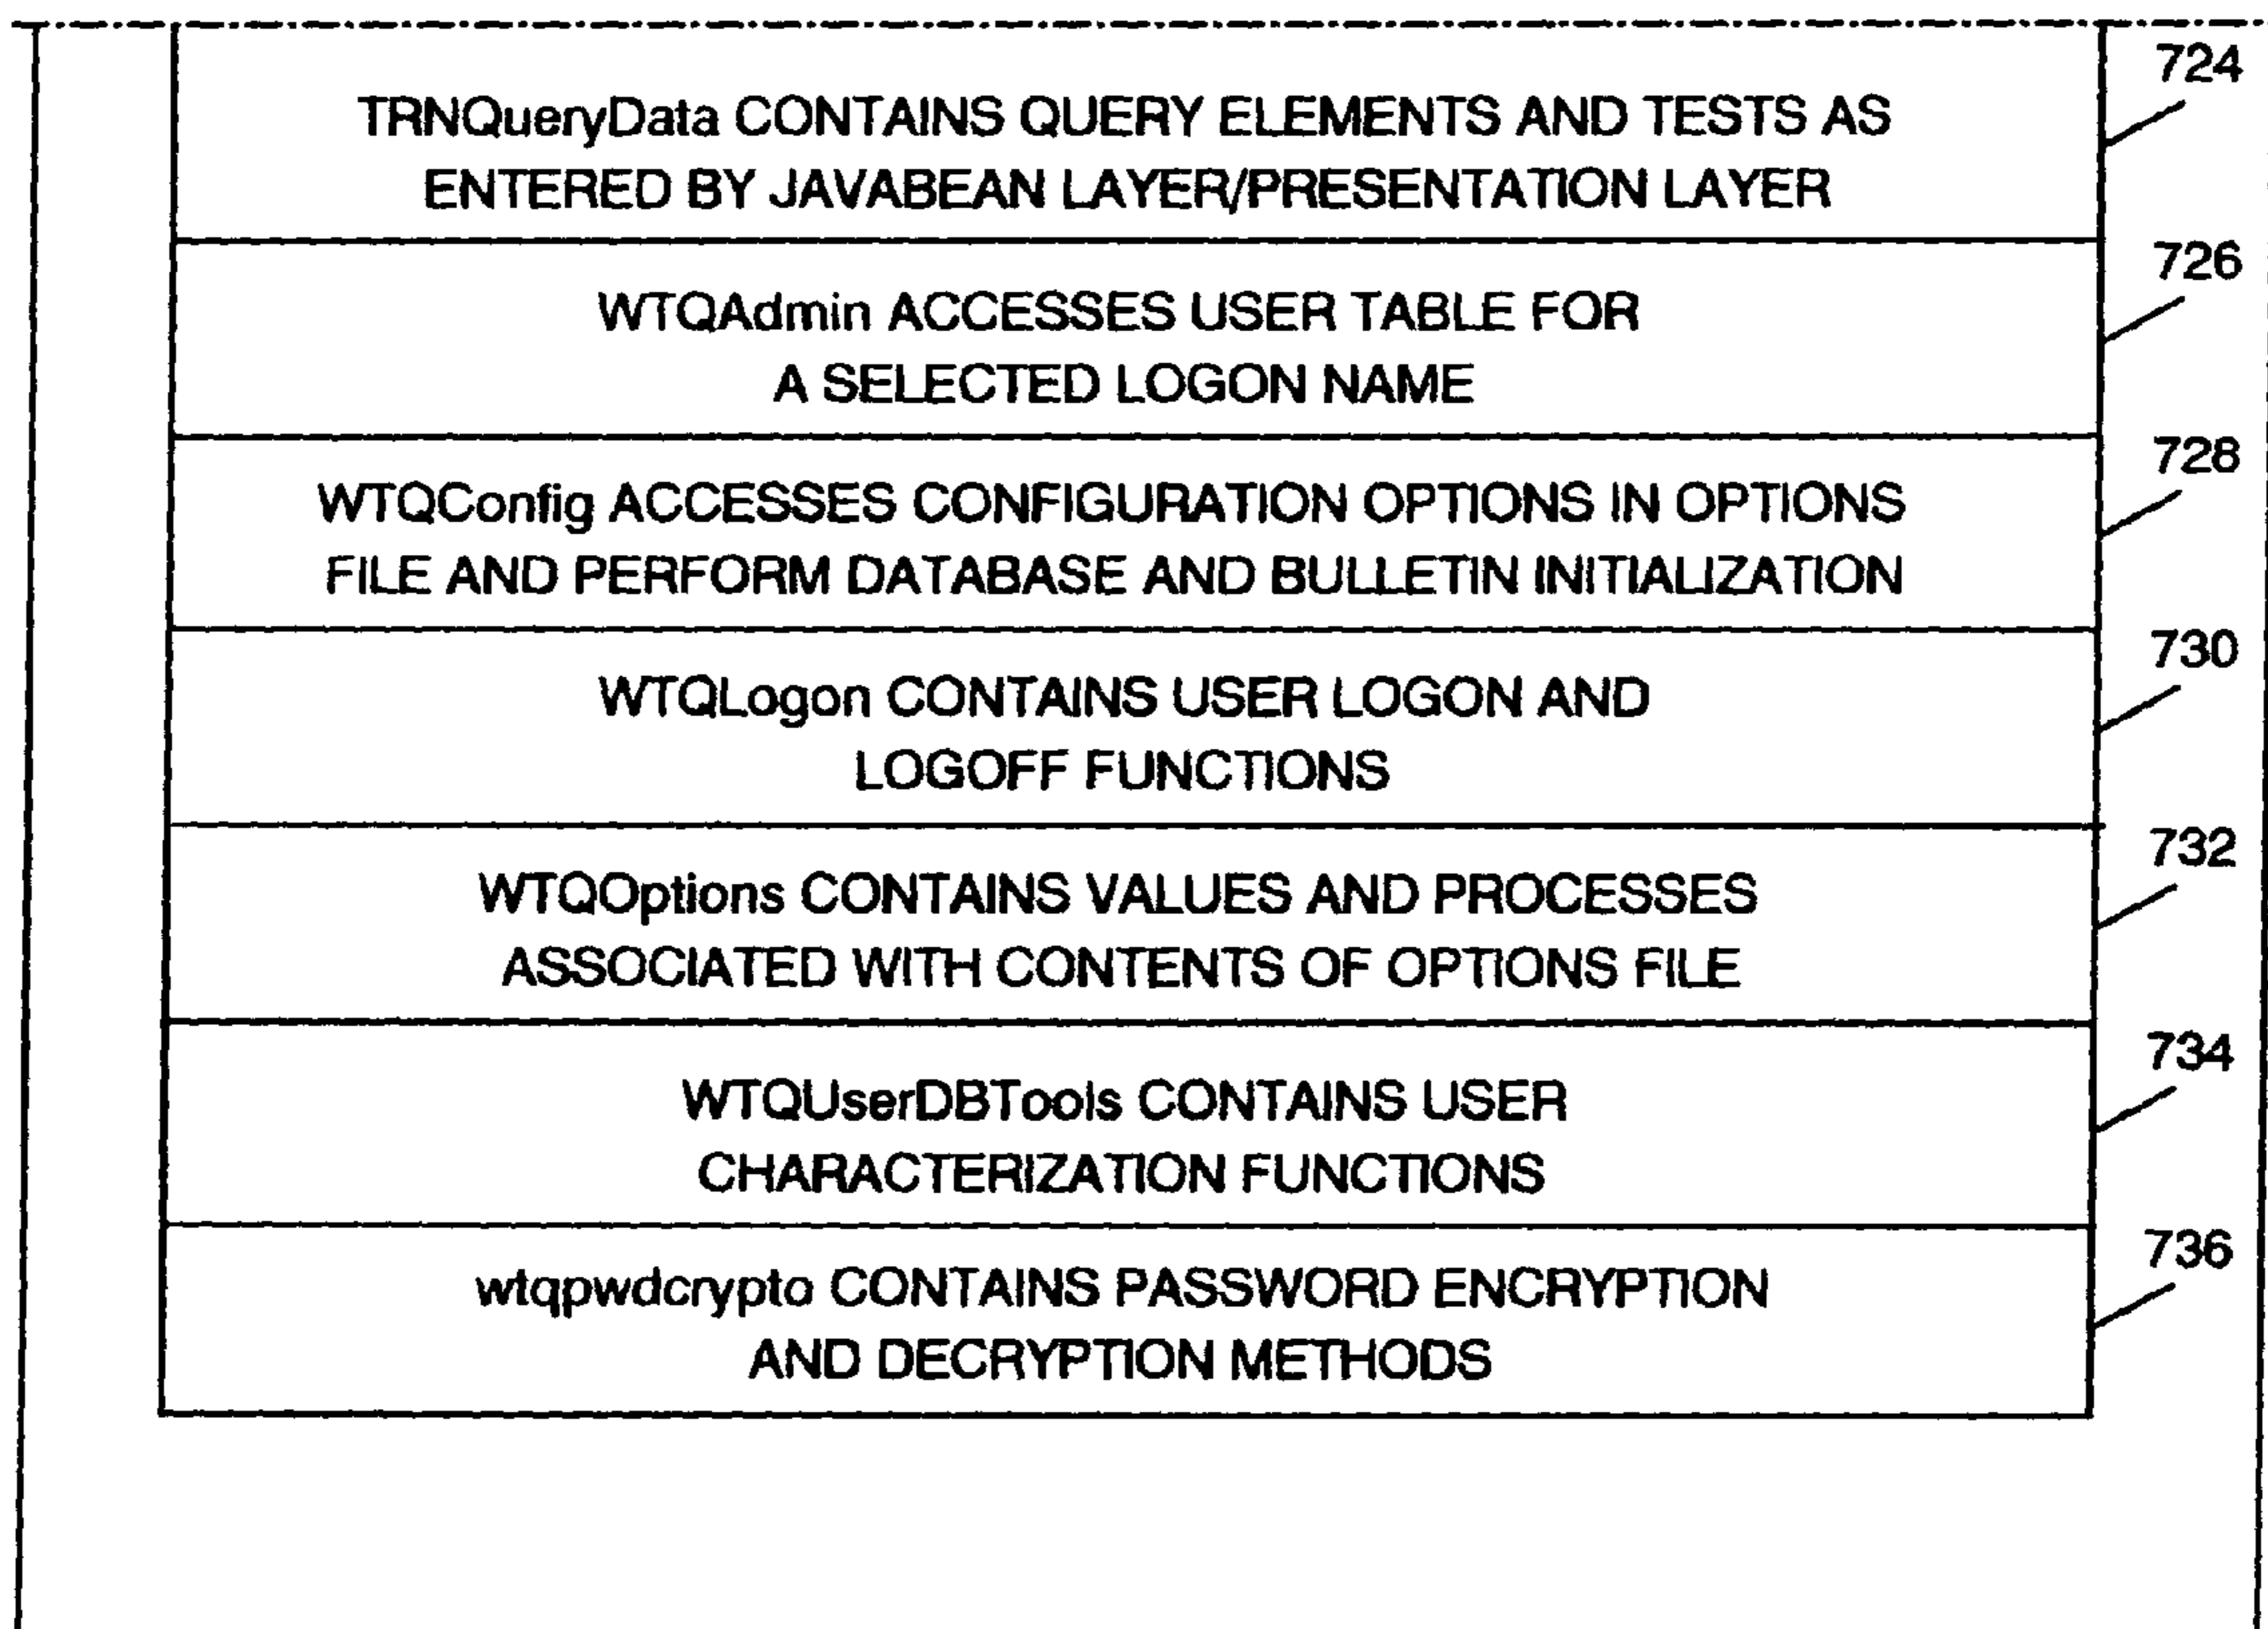 724
TRNQueryData CONTAINS QUERY ELEMENTS AND TESTS AS
ENTERED BY JAVABEAN LAYER/PRESENTATION LAYER
726
WTQAdmin ACCESSES USER TABLE FOR
A SELECTED LOGON NAME
728
WTQConfig ACCESSES CONFIGURATION OPTIONS IN OPTIONS
FILE AND PERFORM DATABASE AND BULLETIN INITIALIZATION
730
WTQLogon CONTAINS USER LOGON AND
LOGOFF FUNCTIONS
732
WTQOptions CONTAINS VALUES AND PROCESSES
ASSOCIATED WITH CONTENTS OF OPTIONS FILE
734
WTQUserDBTools CONTAINS USER
CHARACTERIZATION FUNCTIONS
736
wtqpwdcrypto CONTAINS PASSWORD ENCRYPTION
AND DECRYPTION METHODS